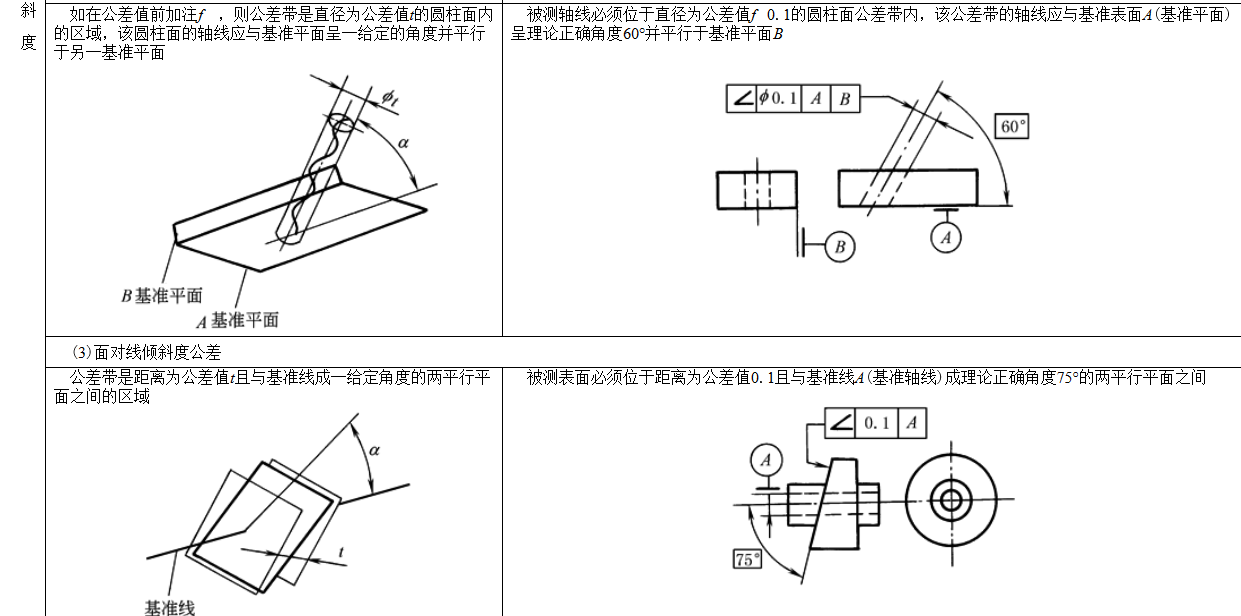 斜
度
如在公差值前加注f ，则公差带是直径为公差值t的圆柱面内
的区域，该圆柱面的轴线应与基准平面呈一给定的角度并平行
于另一基准平面
ϕt
α
B基准平面
A基准平面
被测轴线必须位于直径为公差值f 0.1的圆柱面公差带内，该公差带的轴线应与基准表面A(基准平面)
呈理论正确角度60°并平行于基准平面B
∠ ϕ0.1 A B
60°
B
A
(3)面对线倾斜度公差
公差带是距离为公差值t且与基准线成一给定角度的两平行平
面之间的区域
α
t
基准线
被测表面必须位于距离为公差值0.1且与基准线A(基准轴线)成理论正确角度75°的两平行平面之间
∠ 0.1 A
A
75°